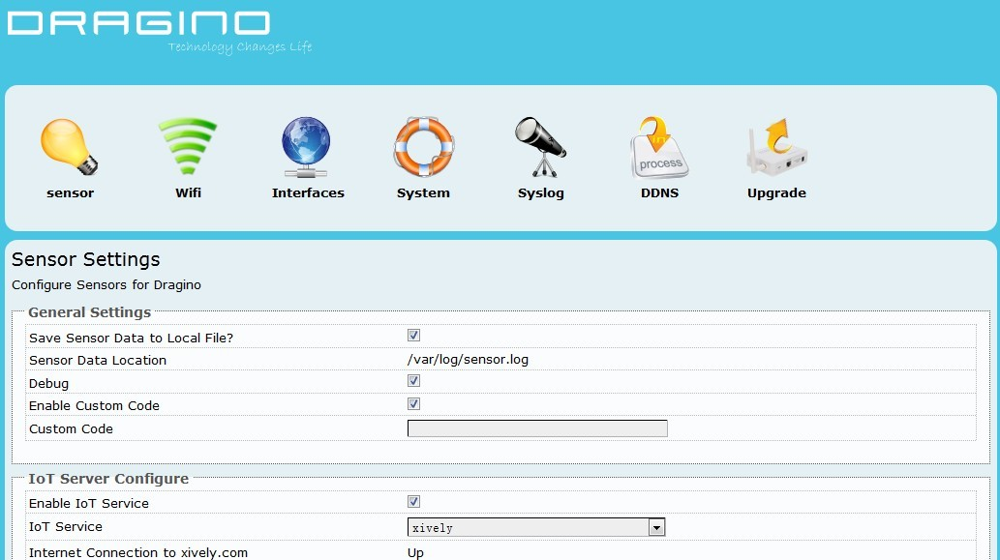 DRAGINO
Technology Changes Life
in
process
sensor Wifi Interfaces System Syslog DDNS Upgrade
Sensor Settings
Configure Sensors for Dragino
General Settings
Save Sensor Data to Local File?
Sensor Data Location /var/log/sensor.log
Debug
Enable Custom Code
Custom Code
IoT Server Configure
Enable IoT Service
IoT Service xively
Internet Connection to xively.com Up